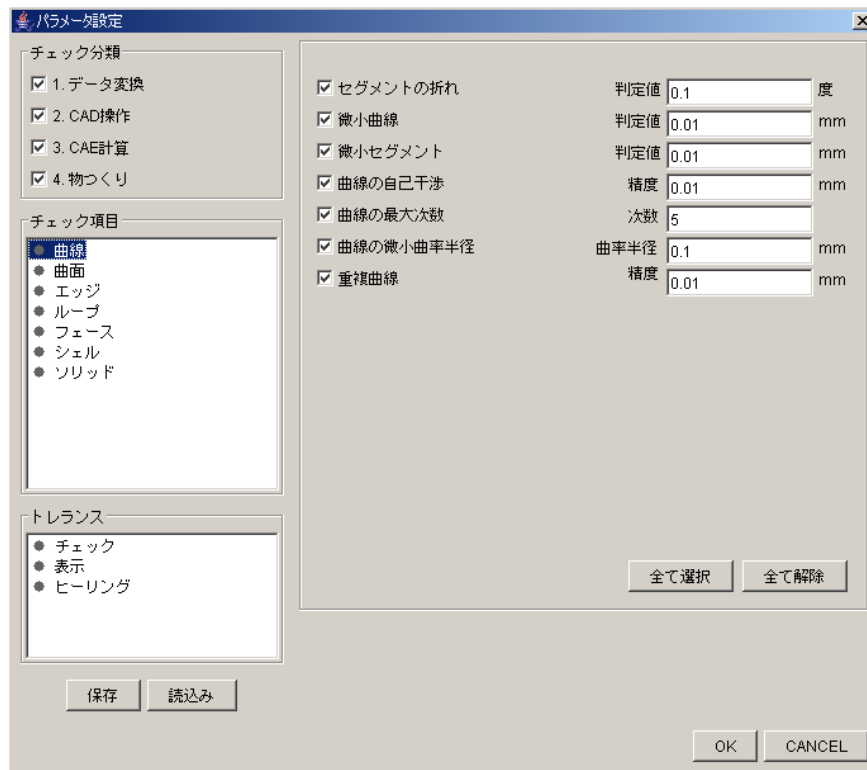 パラメータ設定
チェック分類
1. データ変換
2. CAD操作
3. CAE計算
4. 物つくり
チェック項目
曲線
曲面
エッジ
ループ
フェース
シェル
ソリッド
トレランス
チェック
表示
ヒーリング
保存 読込み
セグメントの折れ 判定値 0.1 度
微小曲線 判定値 0.01 mm
微小セグメント 判定値 0.01 mm
曲線の自己干渉 精度 0.01 mm
曲線の最大次数 次数 5
曲線の微小曲率半径 曲率半径 0.1 mm
重複曲線 精度 0.01 mm
全て選択 全て解除
OK CANCEL